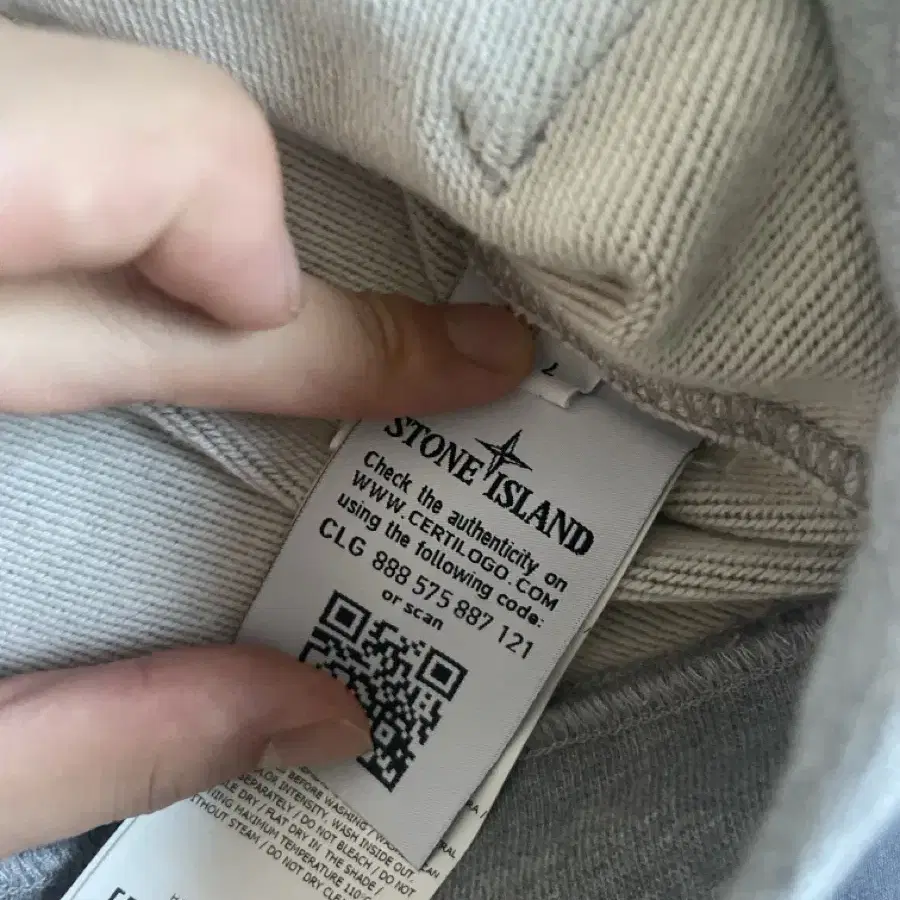 STONE ISLAND
Check the authenticity on
WWW.CERTILOGO.COM
using the following code:
CLG 888 575 887 121
or scan
BEFORE WASHING /
COLOR INTENSITY, WASH INSIDE OUT,
SEPARATELY / DO NOT BLEACH / DO NOT
DRY / FLAT DRY IN THE SHADE /
MAXIMUM TEMPERATURE 110°
WITHOUT STEAM / DO NOT DRY